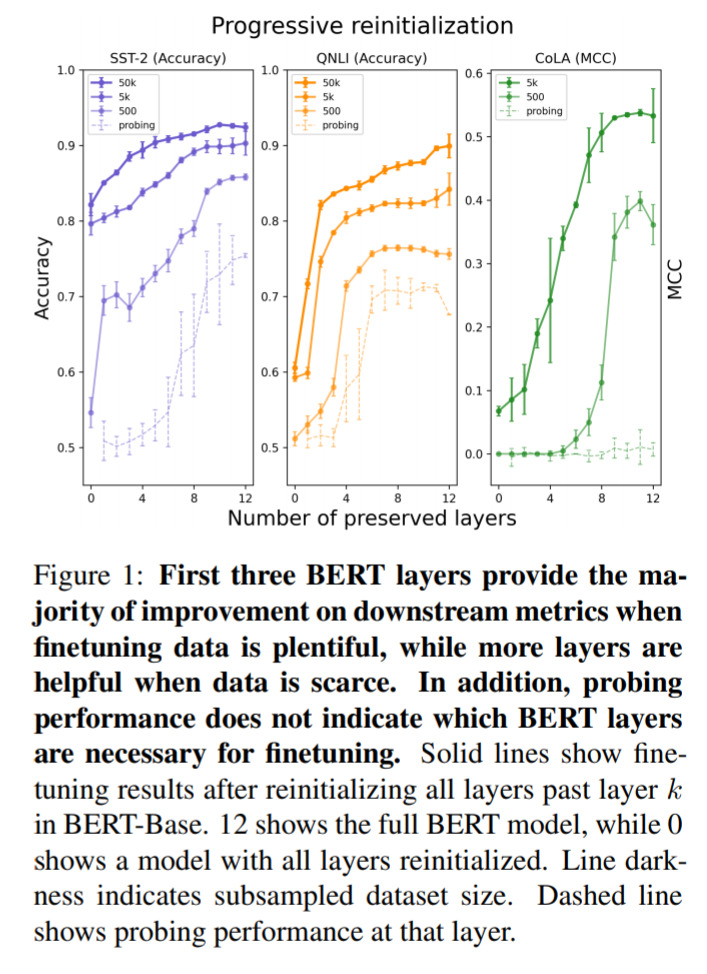 Progressive reinitialization
SST-2 (Accuracy)
QNLI (Accuracy)
CoLA (MCC)
1.0
0.9
0.8
0.7
0.6
0.5
50k
5k
500
probing
0
4
8
12
1.0
0.9
0.8
0.7
0.6
0.5
50k
5k
500
probing
0
4
8
12
0.6
0.5
0.4
0.3
0.2
0.1
0.0
5k
500
probing
0
4
8
12
Accuracy
MCC
Number of preserved layers
Figure 1: First three BERT layers provide the ma-
jority of improvement on downstream metrics when
finetuning data is plentiful, while more layers are
helpful when data is scarce. In addition, probing
performance does not indicate which BERT layers
are necessary for finetuning. Solid lines show fine-
tuning results after reinitializing all layers past layer k
in BERT-Base. 12 shows the full BERT model, while 0
shows a model with all layers reinitialized. Line dark-
ness indicates subsampled dataset size. Dashed line
shows probing performance at that layer.